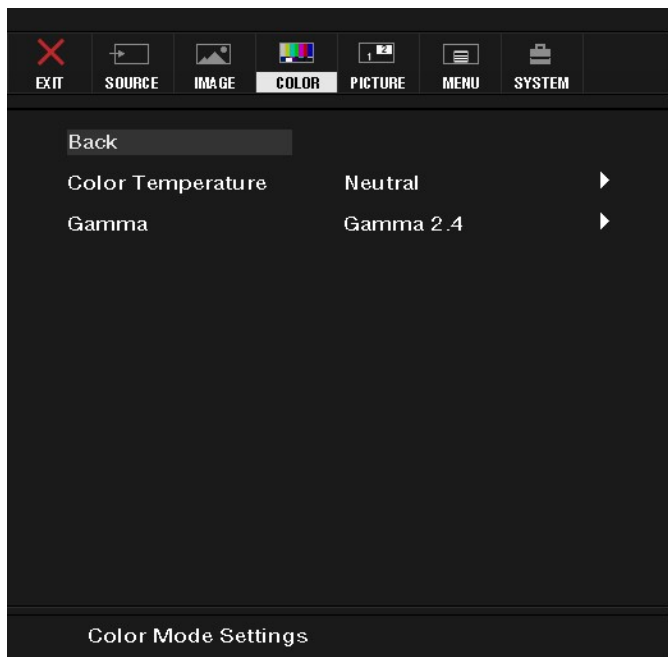 EXIT SOURCE IMAGE COLOR PICTURE MENU SYSTEM
Back
Color Temperature Neutral
Gamma Gamma 2.4
Color Mode Settings